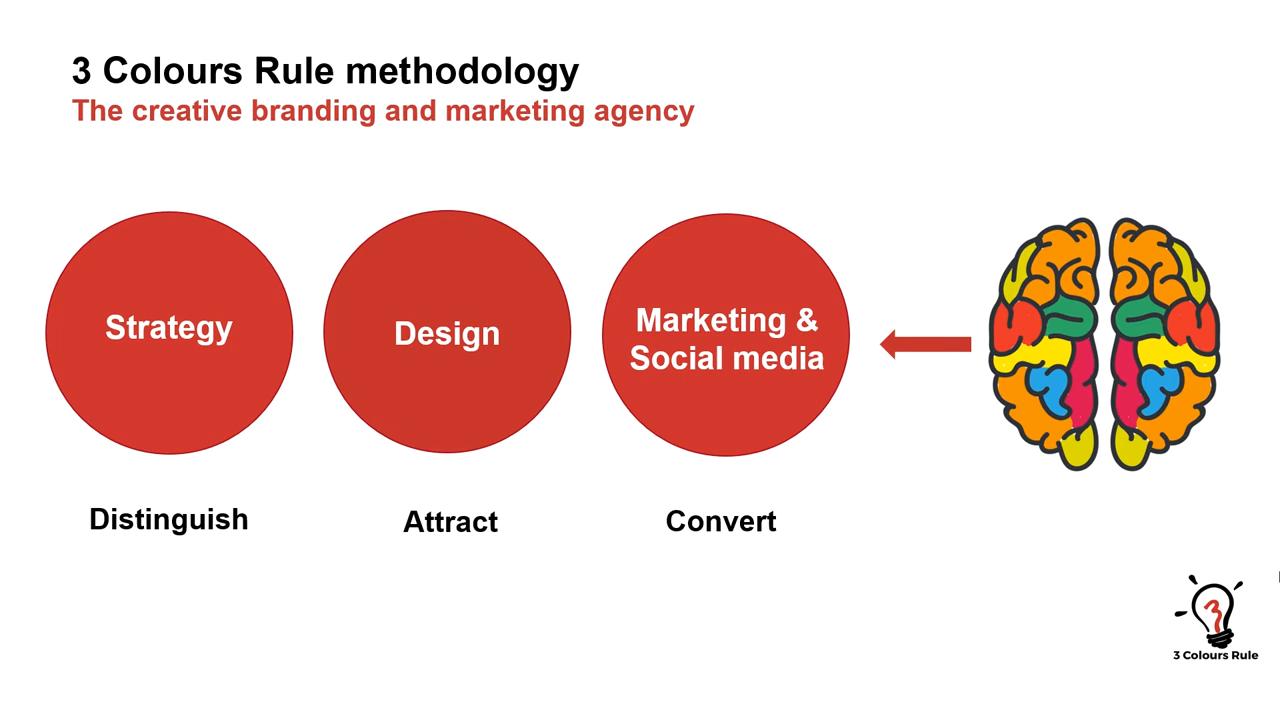 3 Colours Rule methodology
The creative branding and marketing agency
Strategy
Design
Marketing &
Social media
Distinguish
Attract
Convert
3
3 Colours Rule